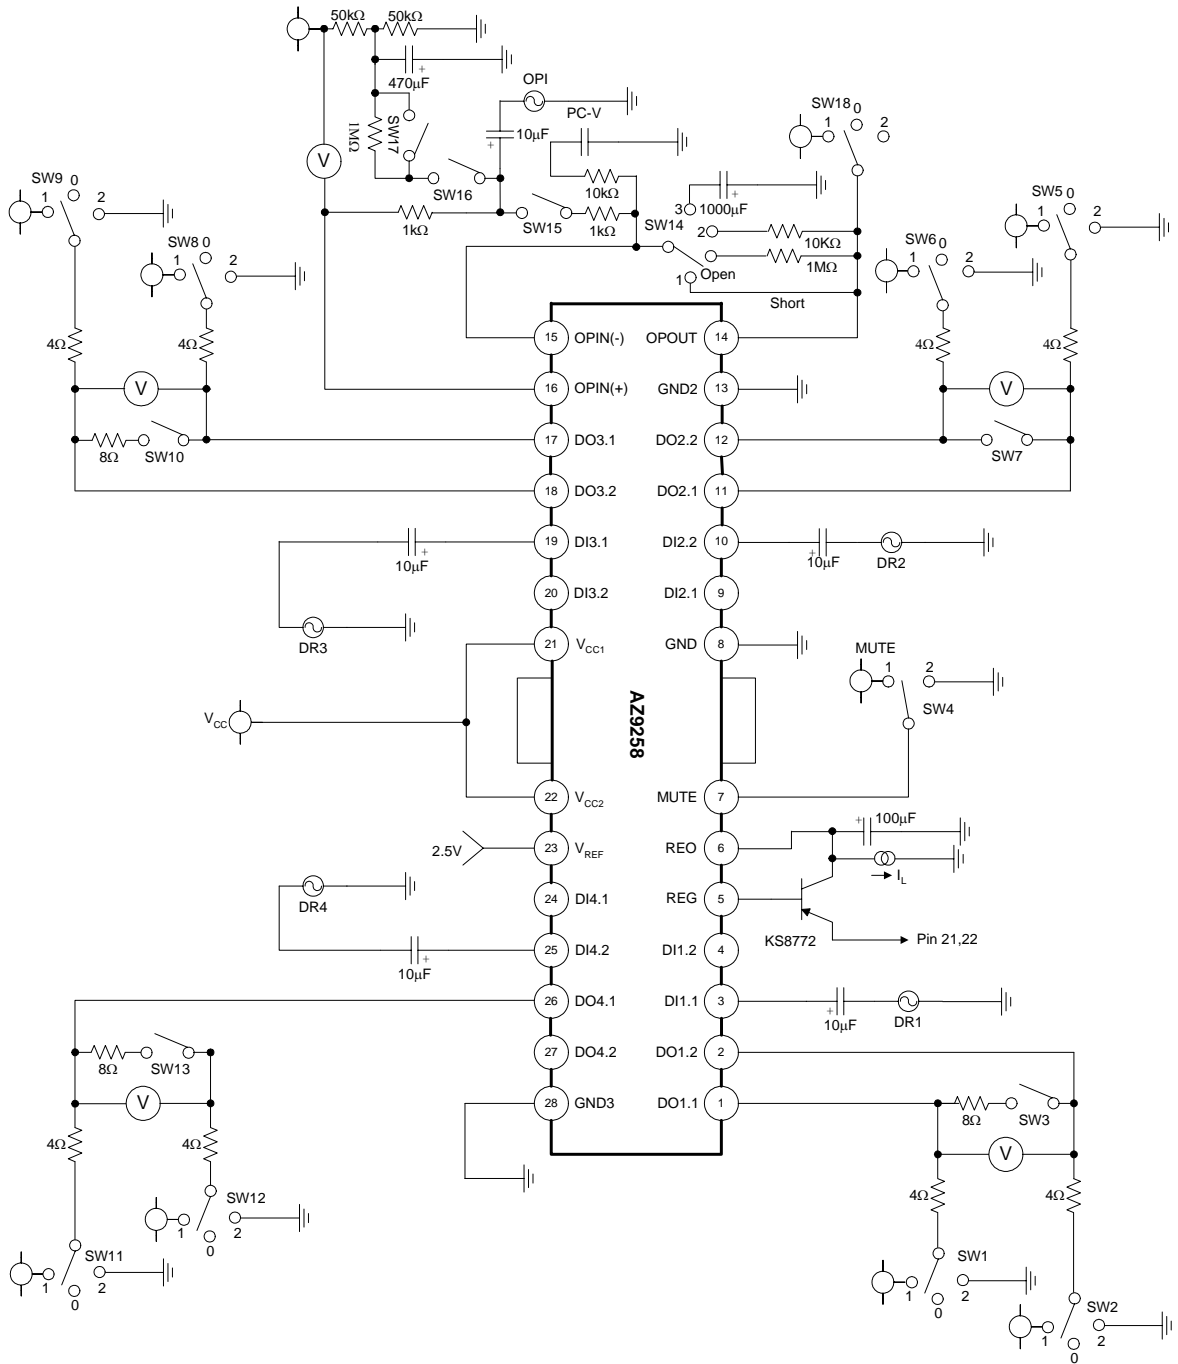 50kΩ 50kΩ
470μF
OPI
PC-V
SW17
1MΩ
10μF
SW16
10kΩ
1kΩ
SW15
1kΩ
SW14
3
1000μF
2
10KΩ
1MΩ
Open
1
Short
SW18
1
0
2
V
SW9
1
0
2
SW8
1
0
2
4Ω
4Ω
V
8Ω
SW10
SW5
1
0
2
SW6
1
0
2
4Ω
4Ω
V
SW7
15 OPIN(-)
OPOUT 14
16 OPIN(+)
GND2 13
17 DO3.1
DO2.2 12
18 DO3.2
DO2.1 11
19 DI3.1
DI2.2 10
20 DI3.2
DI2.1 9
21 VCC1
GND 8
AZ9258
22 VCC2
MUTE 7
23 VREF
REO 6
24 DI4.1
REG 5
25 DI4.2
DI1.2 4
26 DO4.1
DI1.1 3
27 DO4.2
DO1.2 2
28 GND3
DO1.1 1
10μF
DR3
10μF
DR2
VCC
MUTE
1
2
SW4
2.5V
100μF
IL
KS8772
Pin 21,22
DR4
10μF
10μF
DR1
8Ω
SW13
V
4Ω
4Ω
SW12
1
0
2
SW11
1
0
2
8Ω
SW3
V
4Ω
4Ω
SW1
1
0
2
SW2
1
0
2